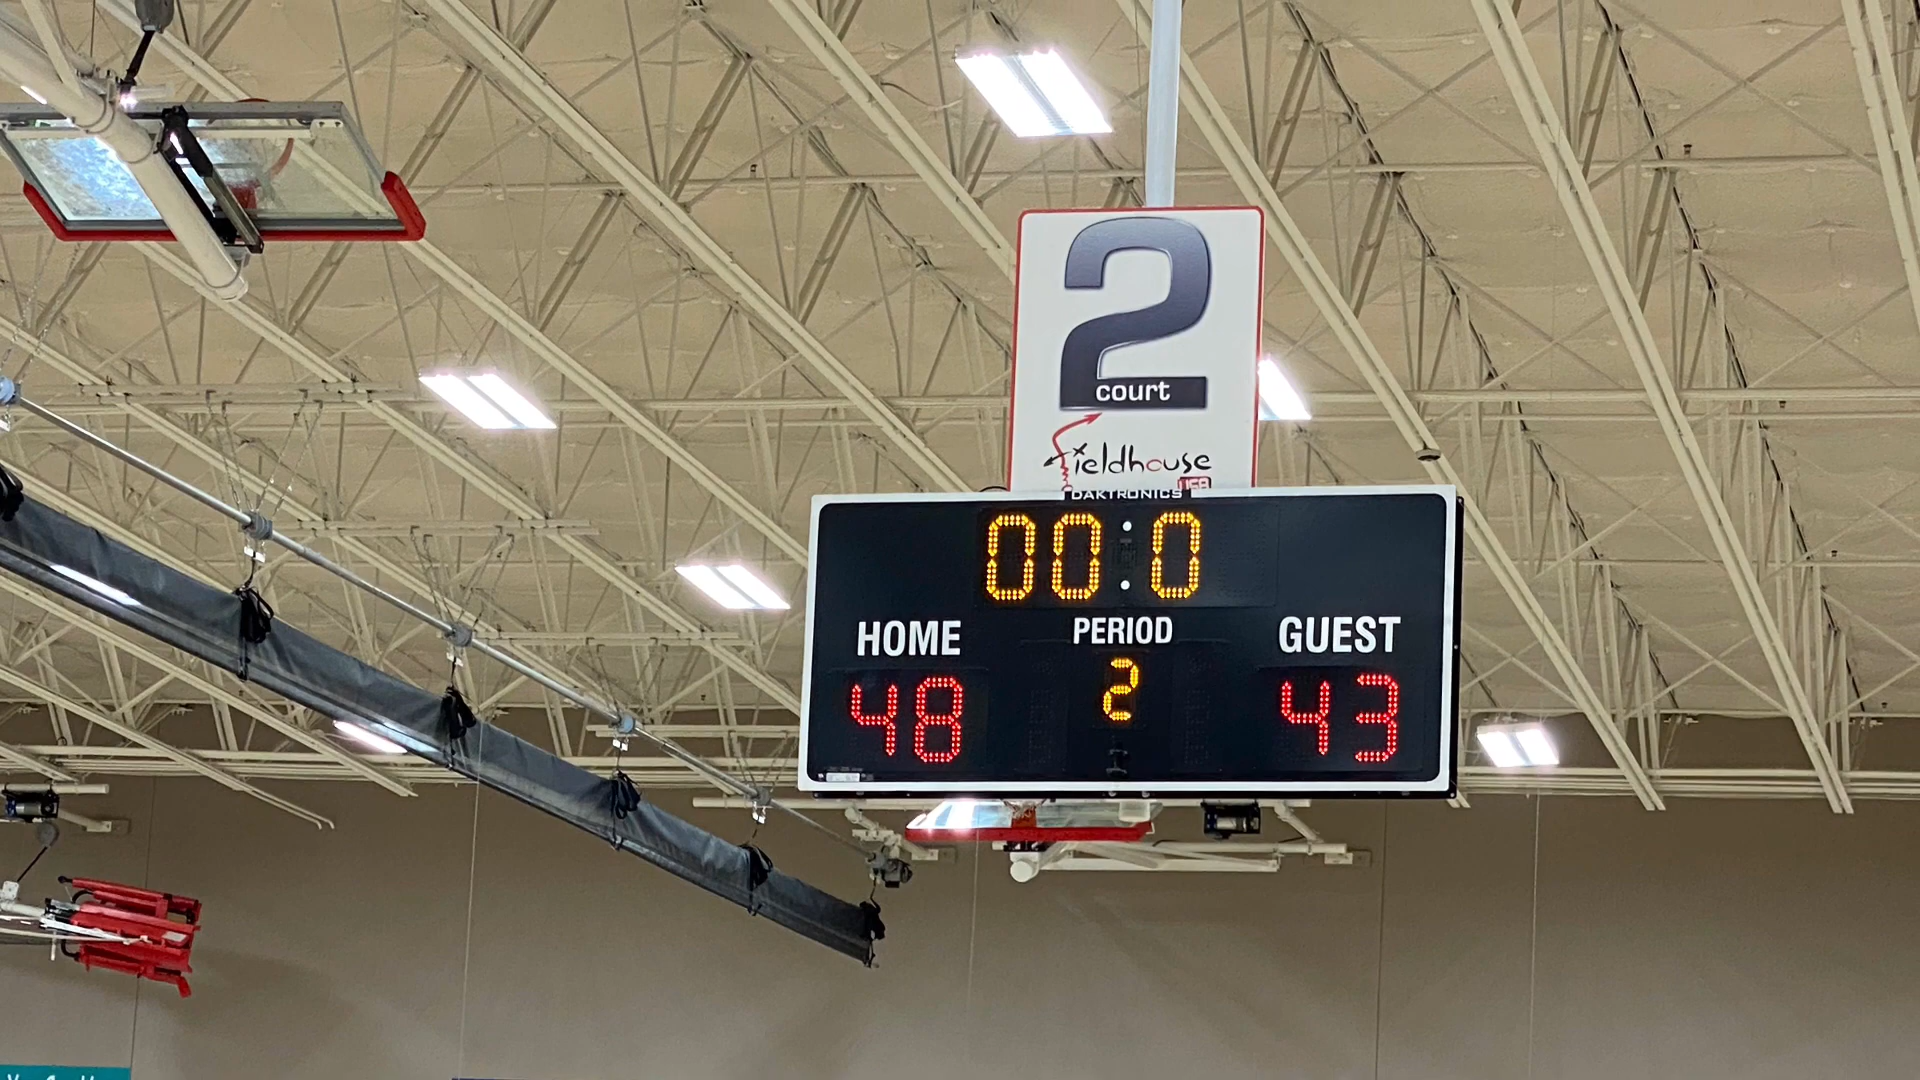 2
court
fieldhouse
USA
DAKTRONICS
00:0
HOME PERIOD GUEST
48 2 43